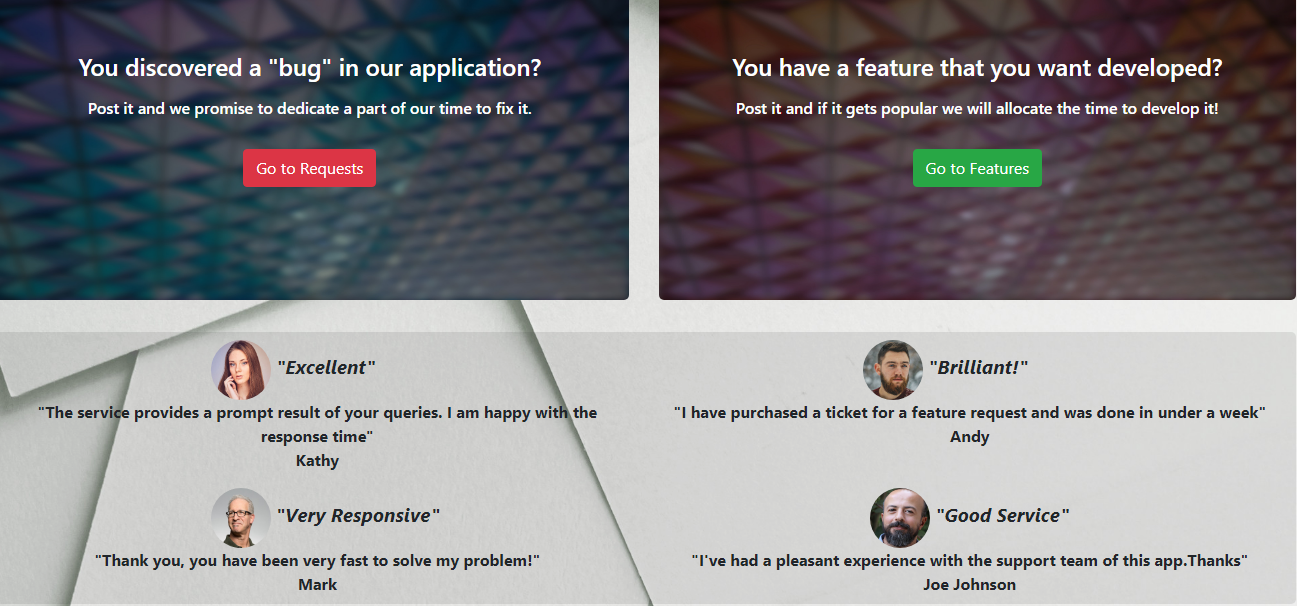 You discovered a "bug" in our application?
Post it and we promise to dedicate a part of our time to fix it.
Go to Requests
You have a feature that you want developed?
Post it and if it gets popular we will allocate the time to develop it!
Go to Features
"Excellent"
"The service provides a prompt result of your queries. I am happy with the
response time"
Kathy
"Brilliant!"
"I have purchased a ticket for a feature request and was done in under a week"
Andy
"Very Responsive"
"Thank you, you have been very fast to solve my problem!"
Mark
"Good Service"
"I've had a pleasant experience with the support team of this app.Thanks"
Joe Johnson